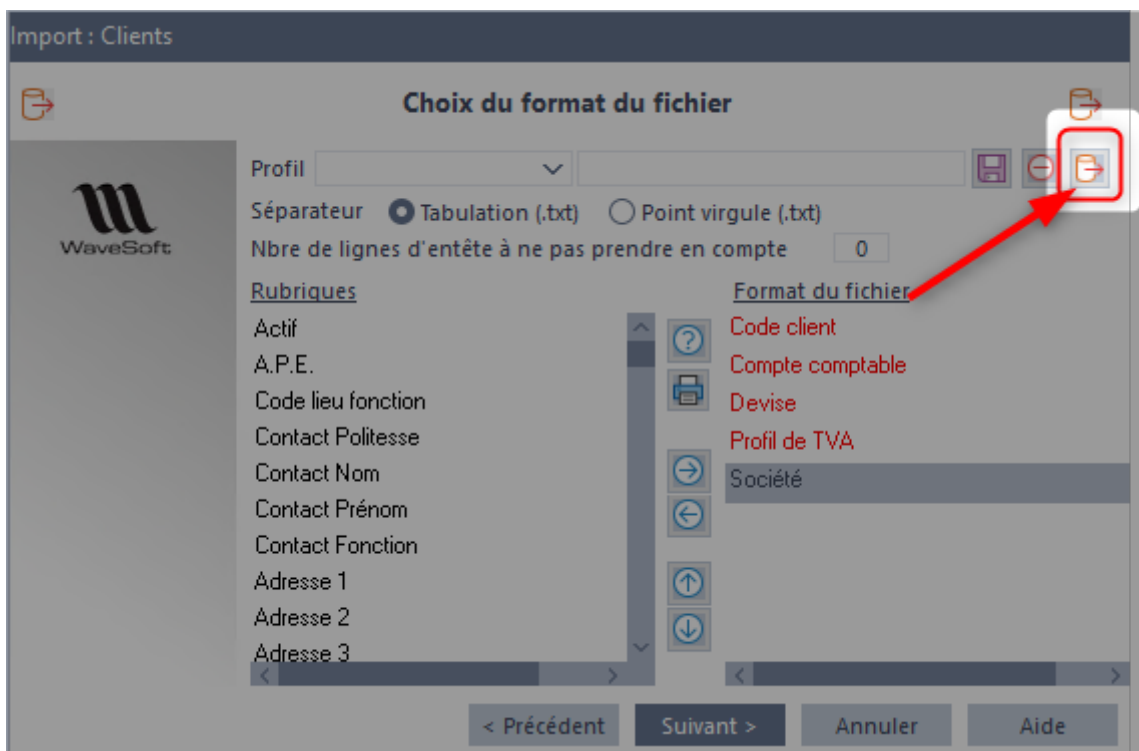 Import : Clients
Choix du format du fichier
WaveSoft
Profil
Séparateur Tabulation (.txt) Point virgule (.txt)
Nbre de lignes d'entête à ne pas prendre en compte 0
Rubriques
Actif
A.P.E.
Code lieu fonction
Contact Politesse
Contact Nom
Contact Prénom
Contact Fonction
Adresse 1
Adresse 2
Adresse 3
Format du fichier
Code client
Compte comptable
Devise
Profil de TVA
Société
< Précédent Suivant > Annuler Aide